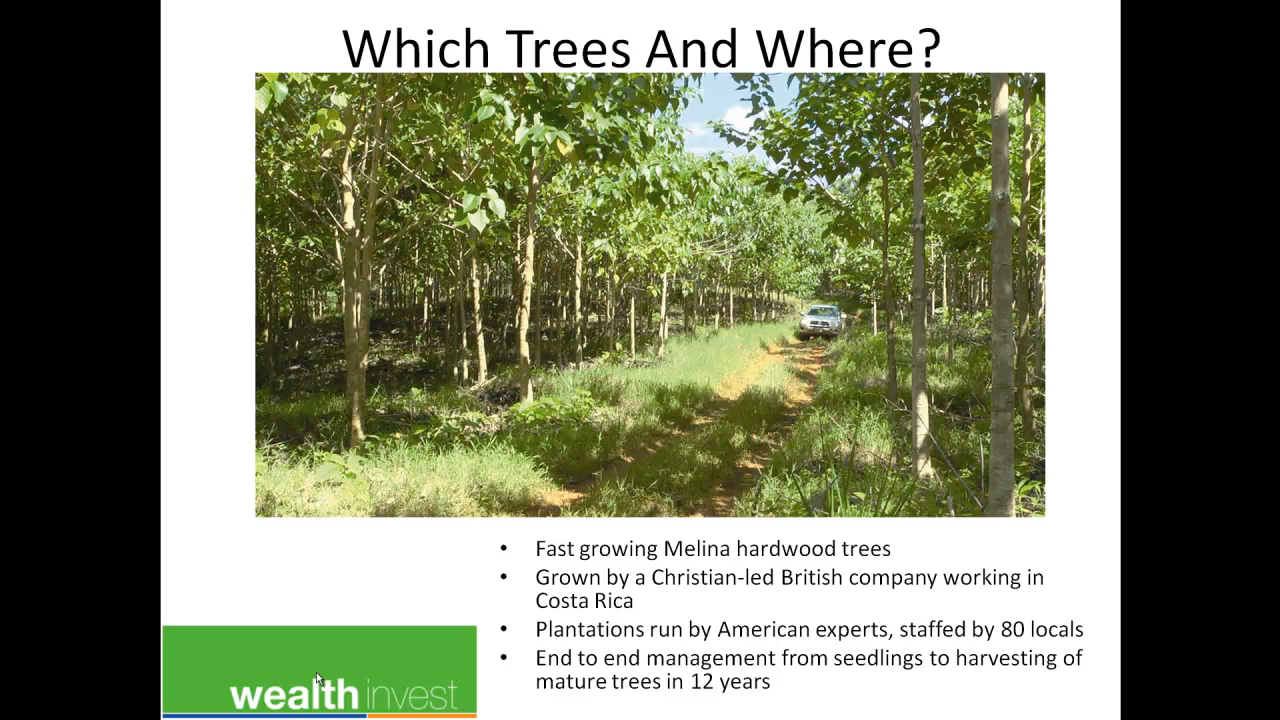 Which Trees And Where?
• Fast growing Melina hardwood trees
• Grown by a Christian-led British company working in
Costa Rica
• Plantations run by American experts, staffed by 80 locals
• End to end management from seedlings to harvesting of
mature trees in 12 years
wealthinvest